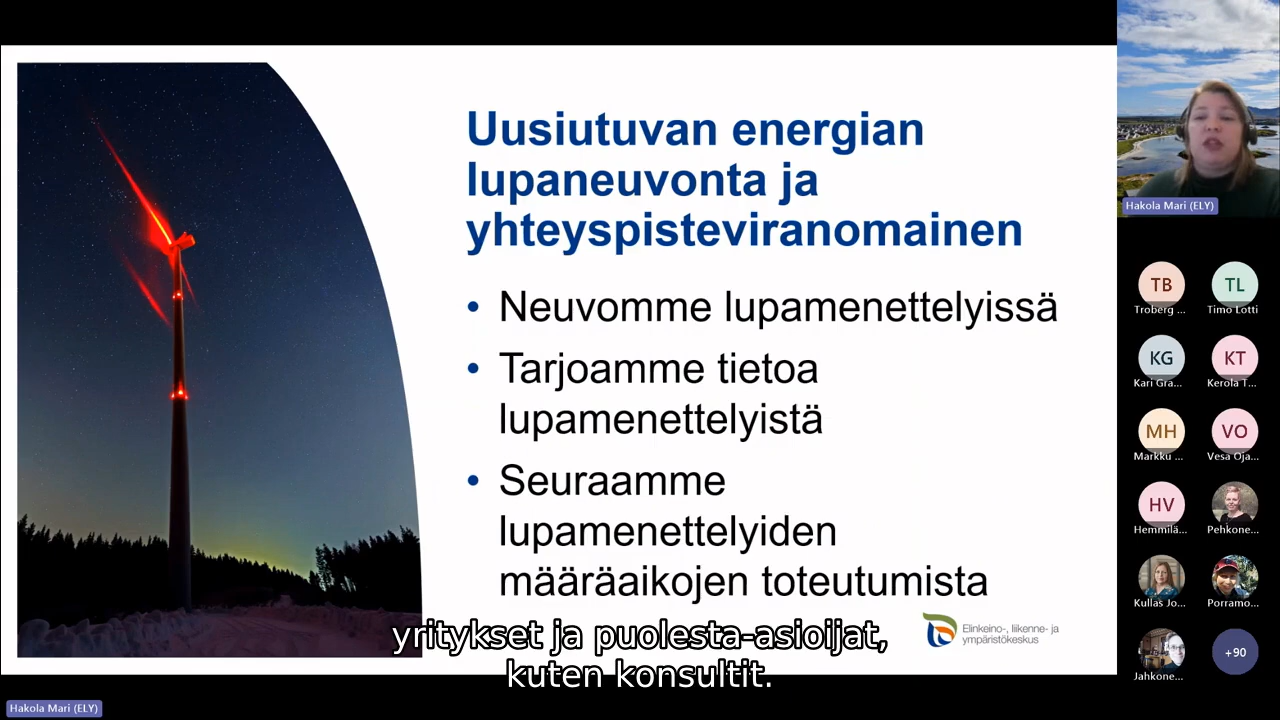 Uusiutuvan energian
lupaneuvonta ja
yhteyspisteviranomainen
• Neuvomme lupamenettelyissä
• Tarjoamme tietoa
lupamenettelyistä
• Seuraamme
lupamenettelyiden
määräaikojen toteutumista
Elinkeino-, liikenne- ja
ympäristökeskus
yritykset ja puolesta-asioijat,
kuten konsultit.
Hakola Mari (ELY)
Hakola Mari (ELY)
TB
TL
Troberg ...
Timo Lotti
KG
KT
Kari Gra...
Kerola T...
MH
VO
Markku ...
Vesa Oja...
HV
Hemmilä...
Pehkone...
Kullas Jo...
Porramo...
Jahkone...
+90